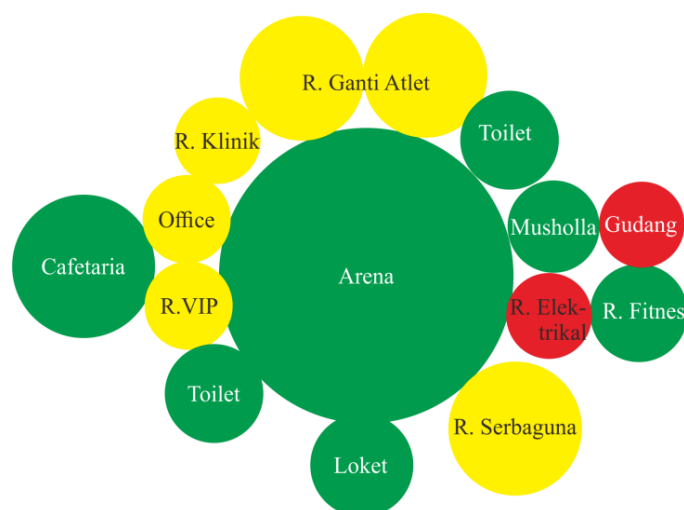 R. Ganti Atlet
Toilet
R. Klinik
Office
Musholla
Gudang
Cafetaria
Arena
R.VIP
R. Elek-
trikal
R. Fitnes
Toilet
R. Serbaguna
Loket